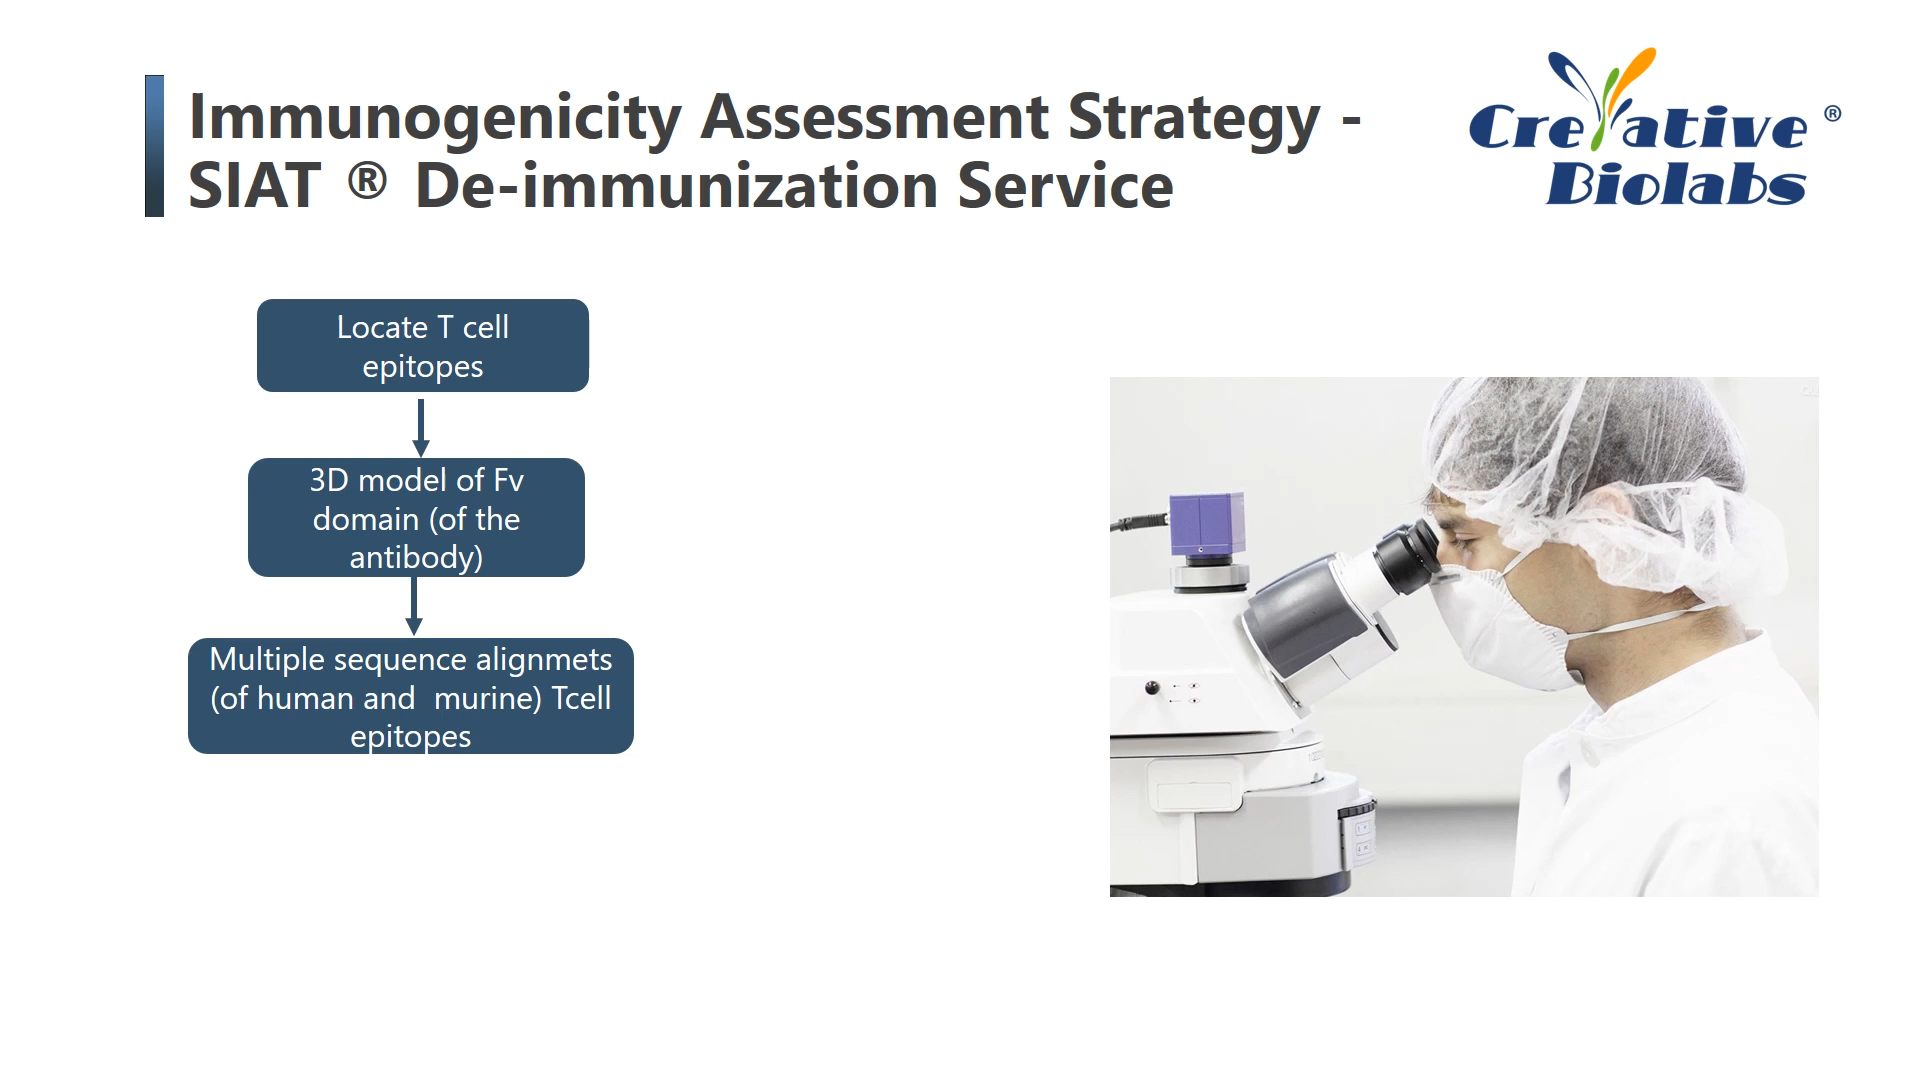 Immunogenicity Assessment Strategy -
SIAT ® De-immunization Service
Creative ®
Biolabs
Locate T cell
epitopes
3D model of Fv
domain (of the
antibody)
Multiple sequence alignmets
(of human and  murine) Tcell
epitopes